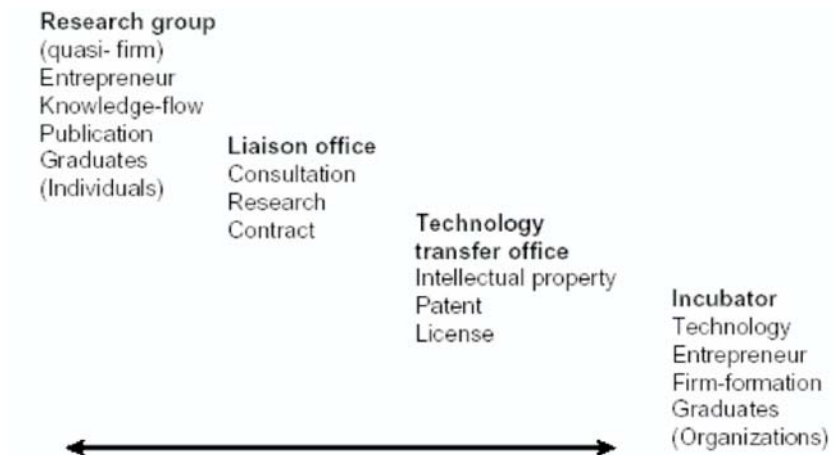 Research group
(quasi- firm)
Entrepreneur
Knowledge-flow
Publication
Graduates
(Individuals)
Liaison office
Consultation
Research
Contract
Technology
transfer office
Intellectual property
Patent
License
Incubator
Technology
Entrepreneur
Firm-formation
Graduates
(Organizations)